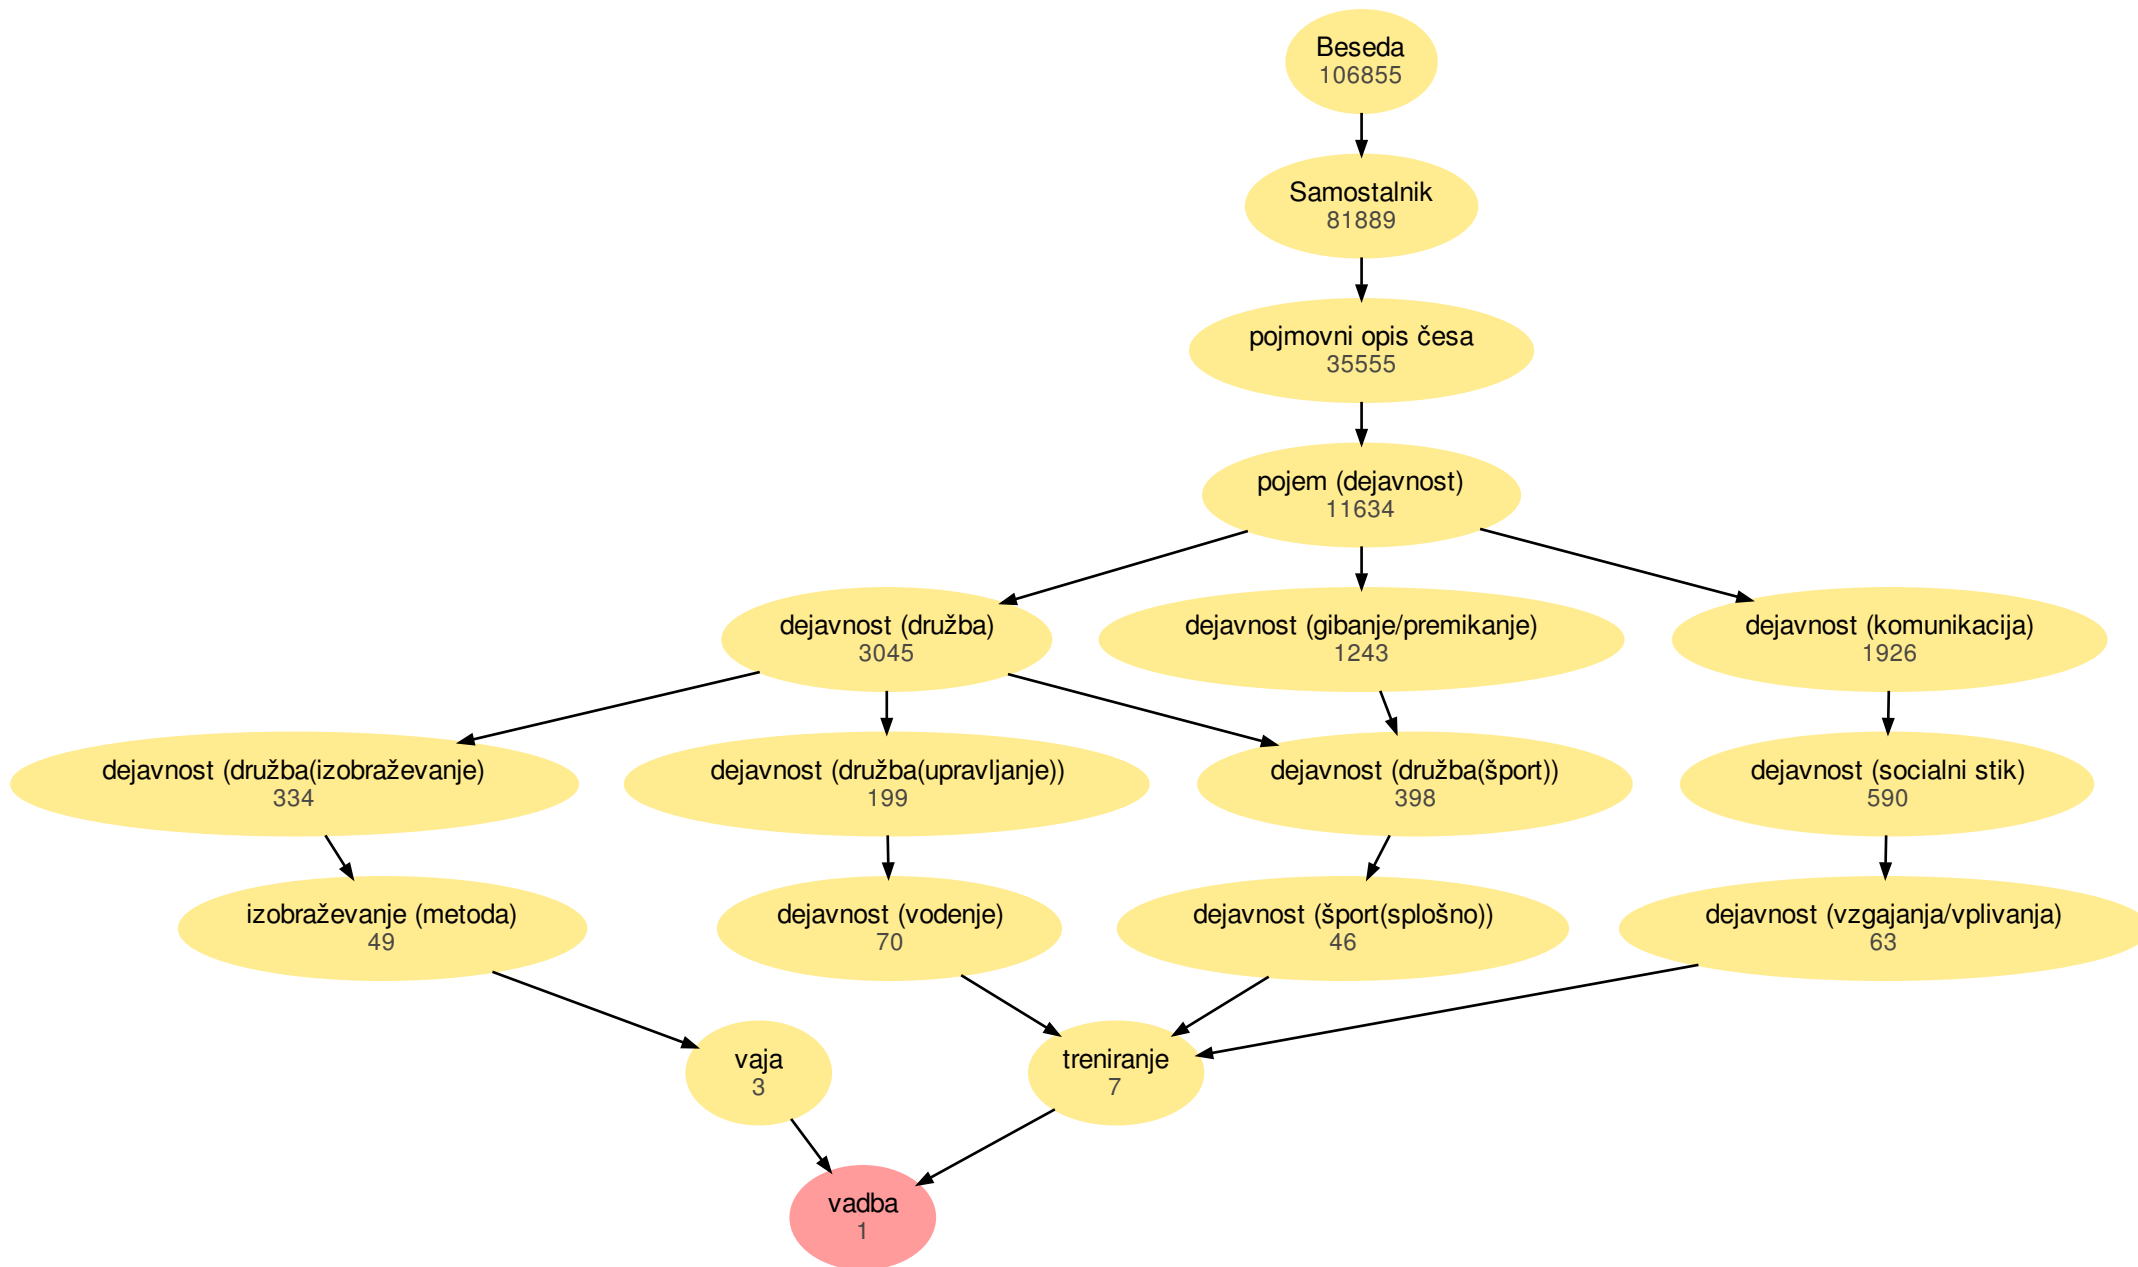 Beseda
106855
Samostalnik
81889
pojmovni opis česa
35555
pojem (dejavnost)
11634
dejavnost (družba)
3045
dejavnost (gibanje/premikanje)
1243
dejavnost (komunikacija)
1926
dejavnost (družba(izobraževanje)
334
dejavnost (družba(upravljanje))
199
dejavnost (družba(šport))
398
dejavnost (socialni stik)
590
izobraževanje (metoda)
49
dejavnost (vodenje)
70
dejavnost (šport(splošno))
46
dejavnost (vzgajanja/vplivanja)
63
vaja
3
treniranje
7
vadba
1